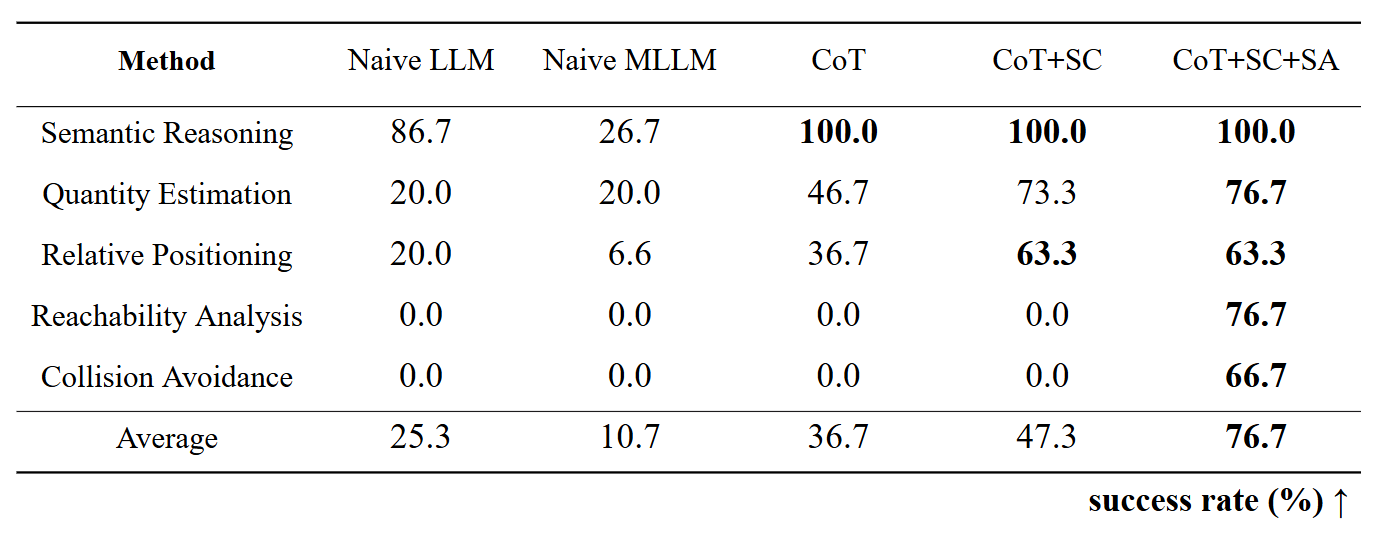 Method Naive LLM Naive MLLM CoT CoT+SC CoT+SC+SA
Semantic Reasoning 86.7 26.7 100.0 100.0 100.0
Quantity Estimation 20.0 20.0 46.7 73.3 76.7
Relative Positioning 20.0 6.6 36.7 63.3 63.3
Reachability Analysis 0.0 0.0 0.0 0.0 76.7
Collision Avoidance 0.0 0.0 0.0 0.0 66.7
Average 25.3 10.7 36.7 47.3 76.7
success rate (%) ↑